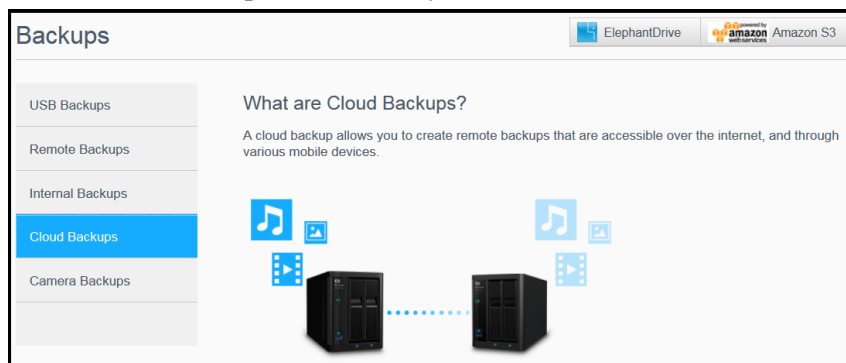 Backups
ElephantDrive
powered by
amazon
webservices
Amazon S3
USB Backups
Remote Backups
Internal Backups
Cloud Backups
Camera Backups
What are Cloud Backups?
A cloud backup allows you to create remote backups that are accessible over the internet, and through
various mobile devices.